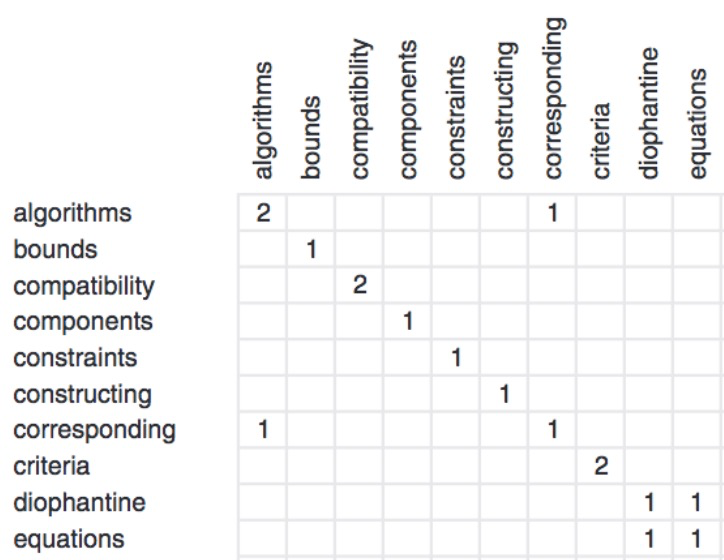 algorithms bounds compatibility components constraints constructing corresponding criteria diophantine equations
algorithms 2 1
bounds 1
compatibility 2
components 1
constraints 1
constructing 1
corresponding 1 1
criteria 2
diophantine 1 1
equations 1 1